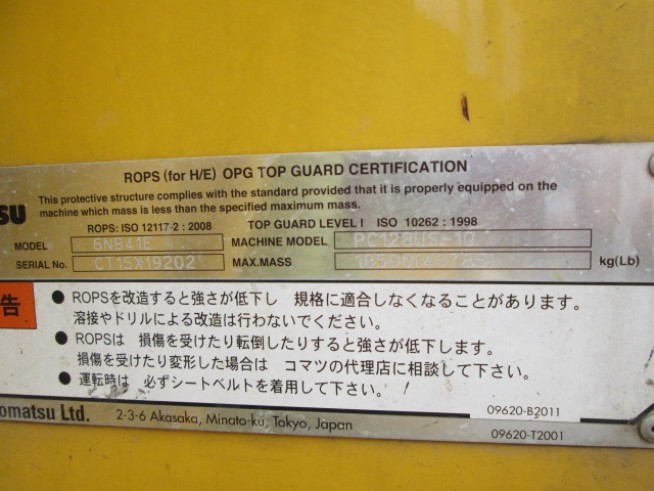 ROPS (for H/E) OPG TOP GUARD CERTIFICATION
This protective structure complies with the standard provided that it is properly equipped on the
machine which mass is less than the specified maximum mass.
SU
ROPS: ISO 12117-2 : 2008 TOP GUARD LEVEL I ISO 10262 : 1998
MODEL 6NB41E MACHINE MODEL PC128US-10
SERIAL No. CT15X19202 MAX.MASS kg(Lb)
告
● ROPSを改造すると強さが低下し 規格に適合しなくなることがあります。
溶接やドリルによる改造は行わないでください。
● ROPSは 損傷を受けたり転倒したりすると強さが低下します。
損傷を受けたり変形した場合は コマツの代理店に相談して下さい。
● 運転時は 必ずシートベルトを着用して下さい。
09620-B2011
omatsu Ltd. 2-3-6 Akasaka, Minato-ku, Tokyo, Japan
09620-T2001